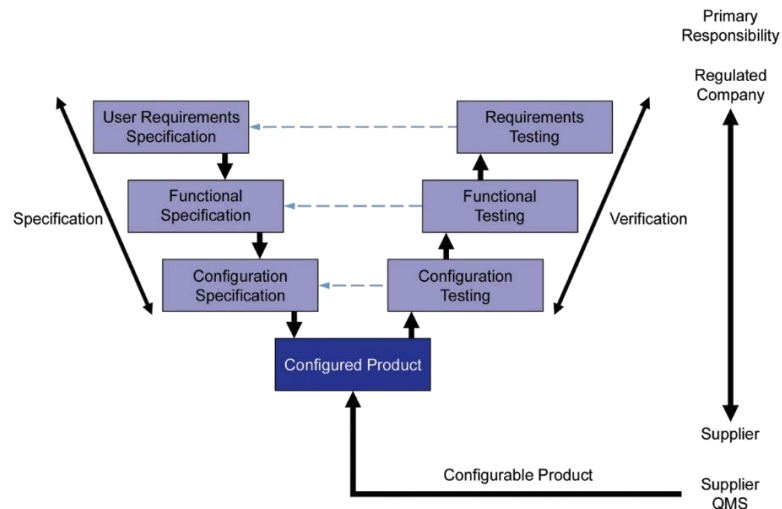 Primary
Responsibility
Regulated
Company
User Requirements
Specification
Requirements
Testing
Functional
Specification
Functional
Testing
Specification
Verification
Configuration
Specification
Configuration
Testing
Configured Product
Supplier
Configurable Product
Supplier
QMS